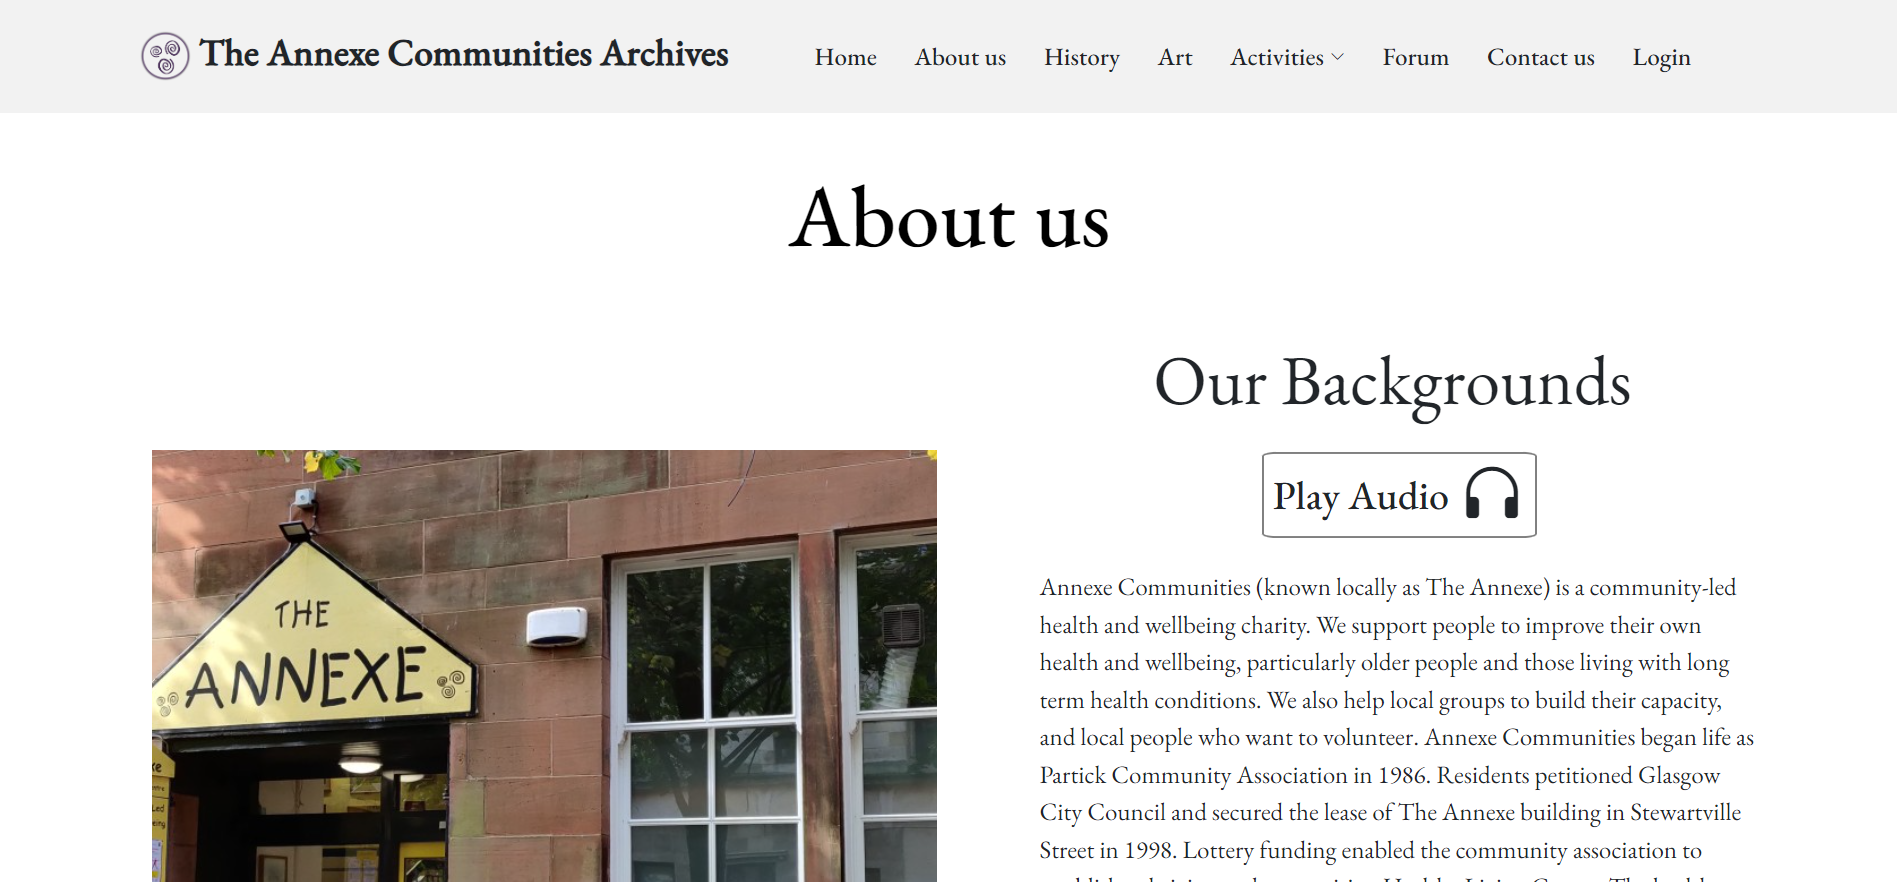 The Annexe Communities Archives
Home About us History Art Activities Forum Contact us Login
About us
Our Backgrounds
Play Audio
THE
ANNEXE
Annexe Communities (known locally as The Annexe) is a community-led
health and wellbeing charity. We support people to improve their own
health and wellbeing, particularly older people and those living with long
term health conditions. We also help local groups to build their capacity,
and local people who want to volunteer. Annexe Communities began life as
Partick Community Association in 1986. Residents petitioned Glasgow
City Council and secured the lease of The Annexe building in Stewartville
Street in 1998. Lottery funding enabled the community association to